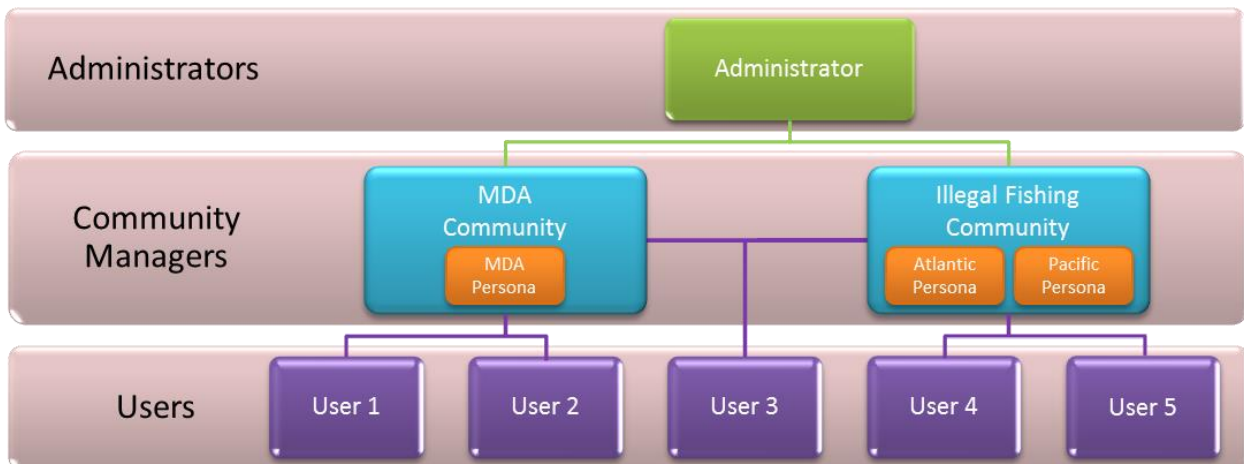 Administrators
Administrator
Community
Managers
MDA
Community
MDA
Persona
Illegal Fishing
Community
Atlantic
Persona
Pacific
Persona
Users
User 1
User 2
User 3
User 4
User 5